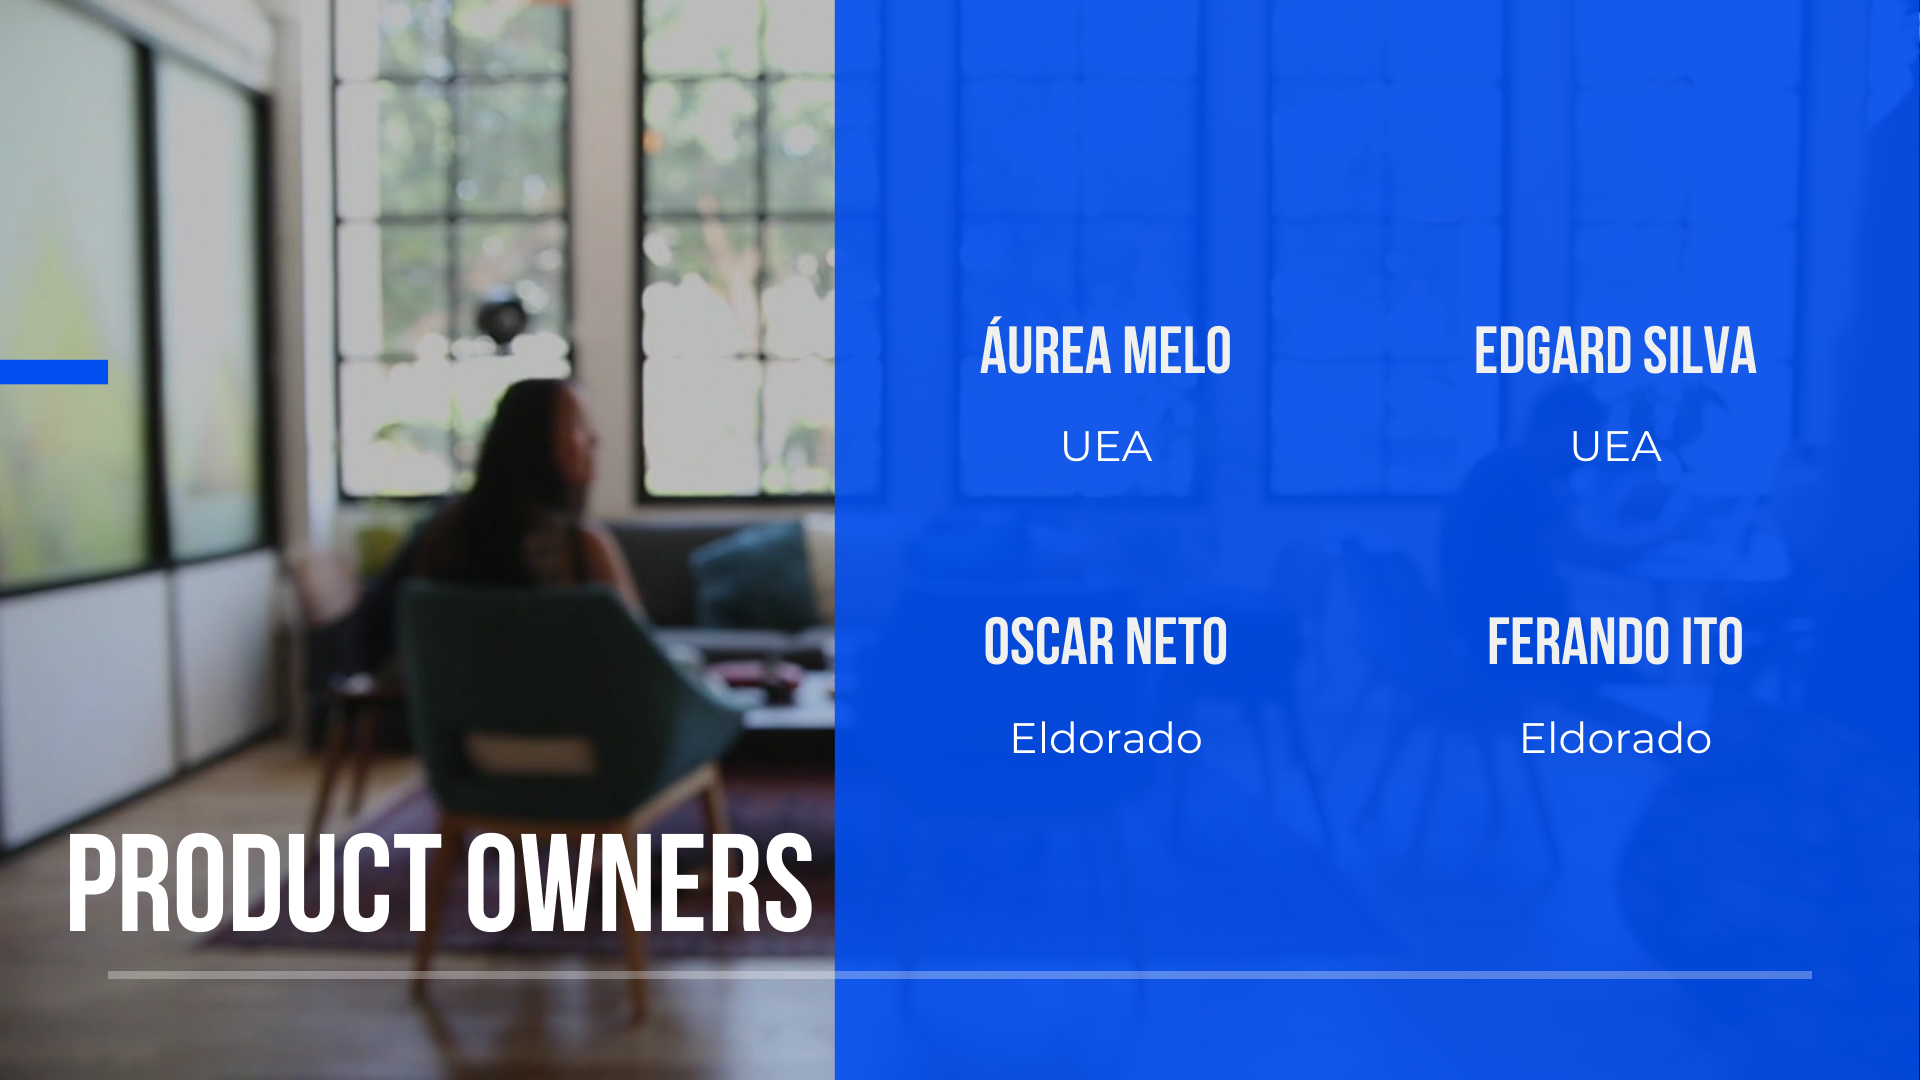 ÁUREA MELO
UEA
EDGARD SILVA
UEA
OSCAR NETO
Eldorado
FERANDO ITO
Eldorado
PRODUCT OWNERS